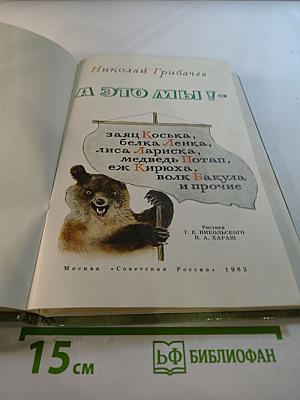 Николай Грибачев
А ЭТО МЫ!-
заяц Коська,
белка Ленка,
лиса Лариска,
медведь Потап,
еж Кирюха,
волк Бакула
и прочие
Рисунки
Г. Е. НИКОЛЬСКОГО
Н. А. ХАРАШ
Москва «Советская Россия» 1982
15 см
БФ БИБЛИОФАН